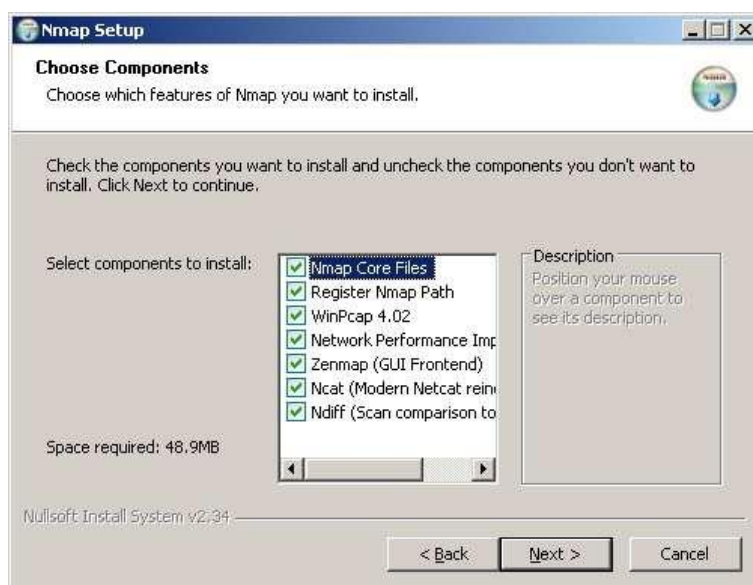 Nmap Setup
Choose Components
Choose which features of Nmap you want to install.
Check the components you want to install and uncheck the components you don't want to
install. Click Next to continue.
Select components to install:
Nmap Core Files
Register Nmap Path
WinPcap 4.02
Network Performance Imp
Zenmap (GUI Frontend)
Ncat (Modern Netcat rein
Ndiff (Scan comparison to
Description
Position your mouse
over a component to
see its description.
Space required: 48.9MB
Nullsoft Install System v2.34
< Back
Next >
Cancel